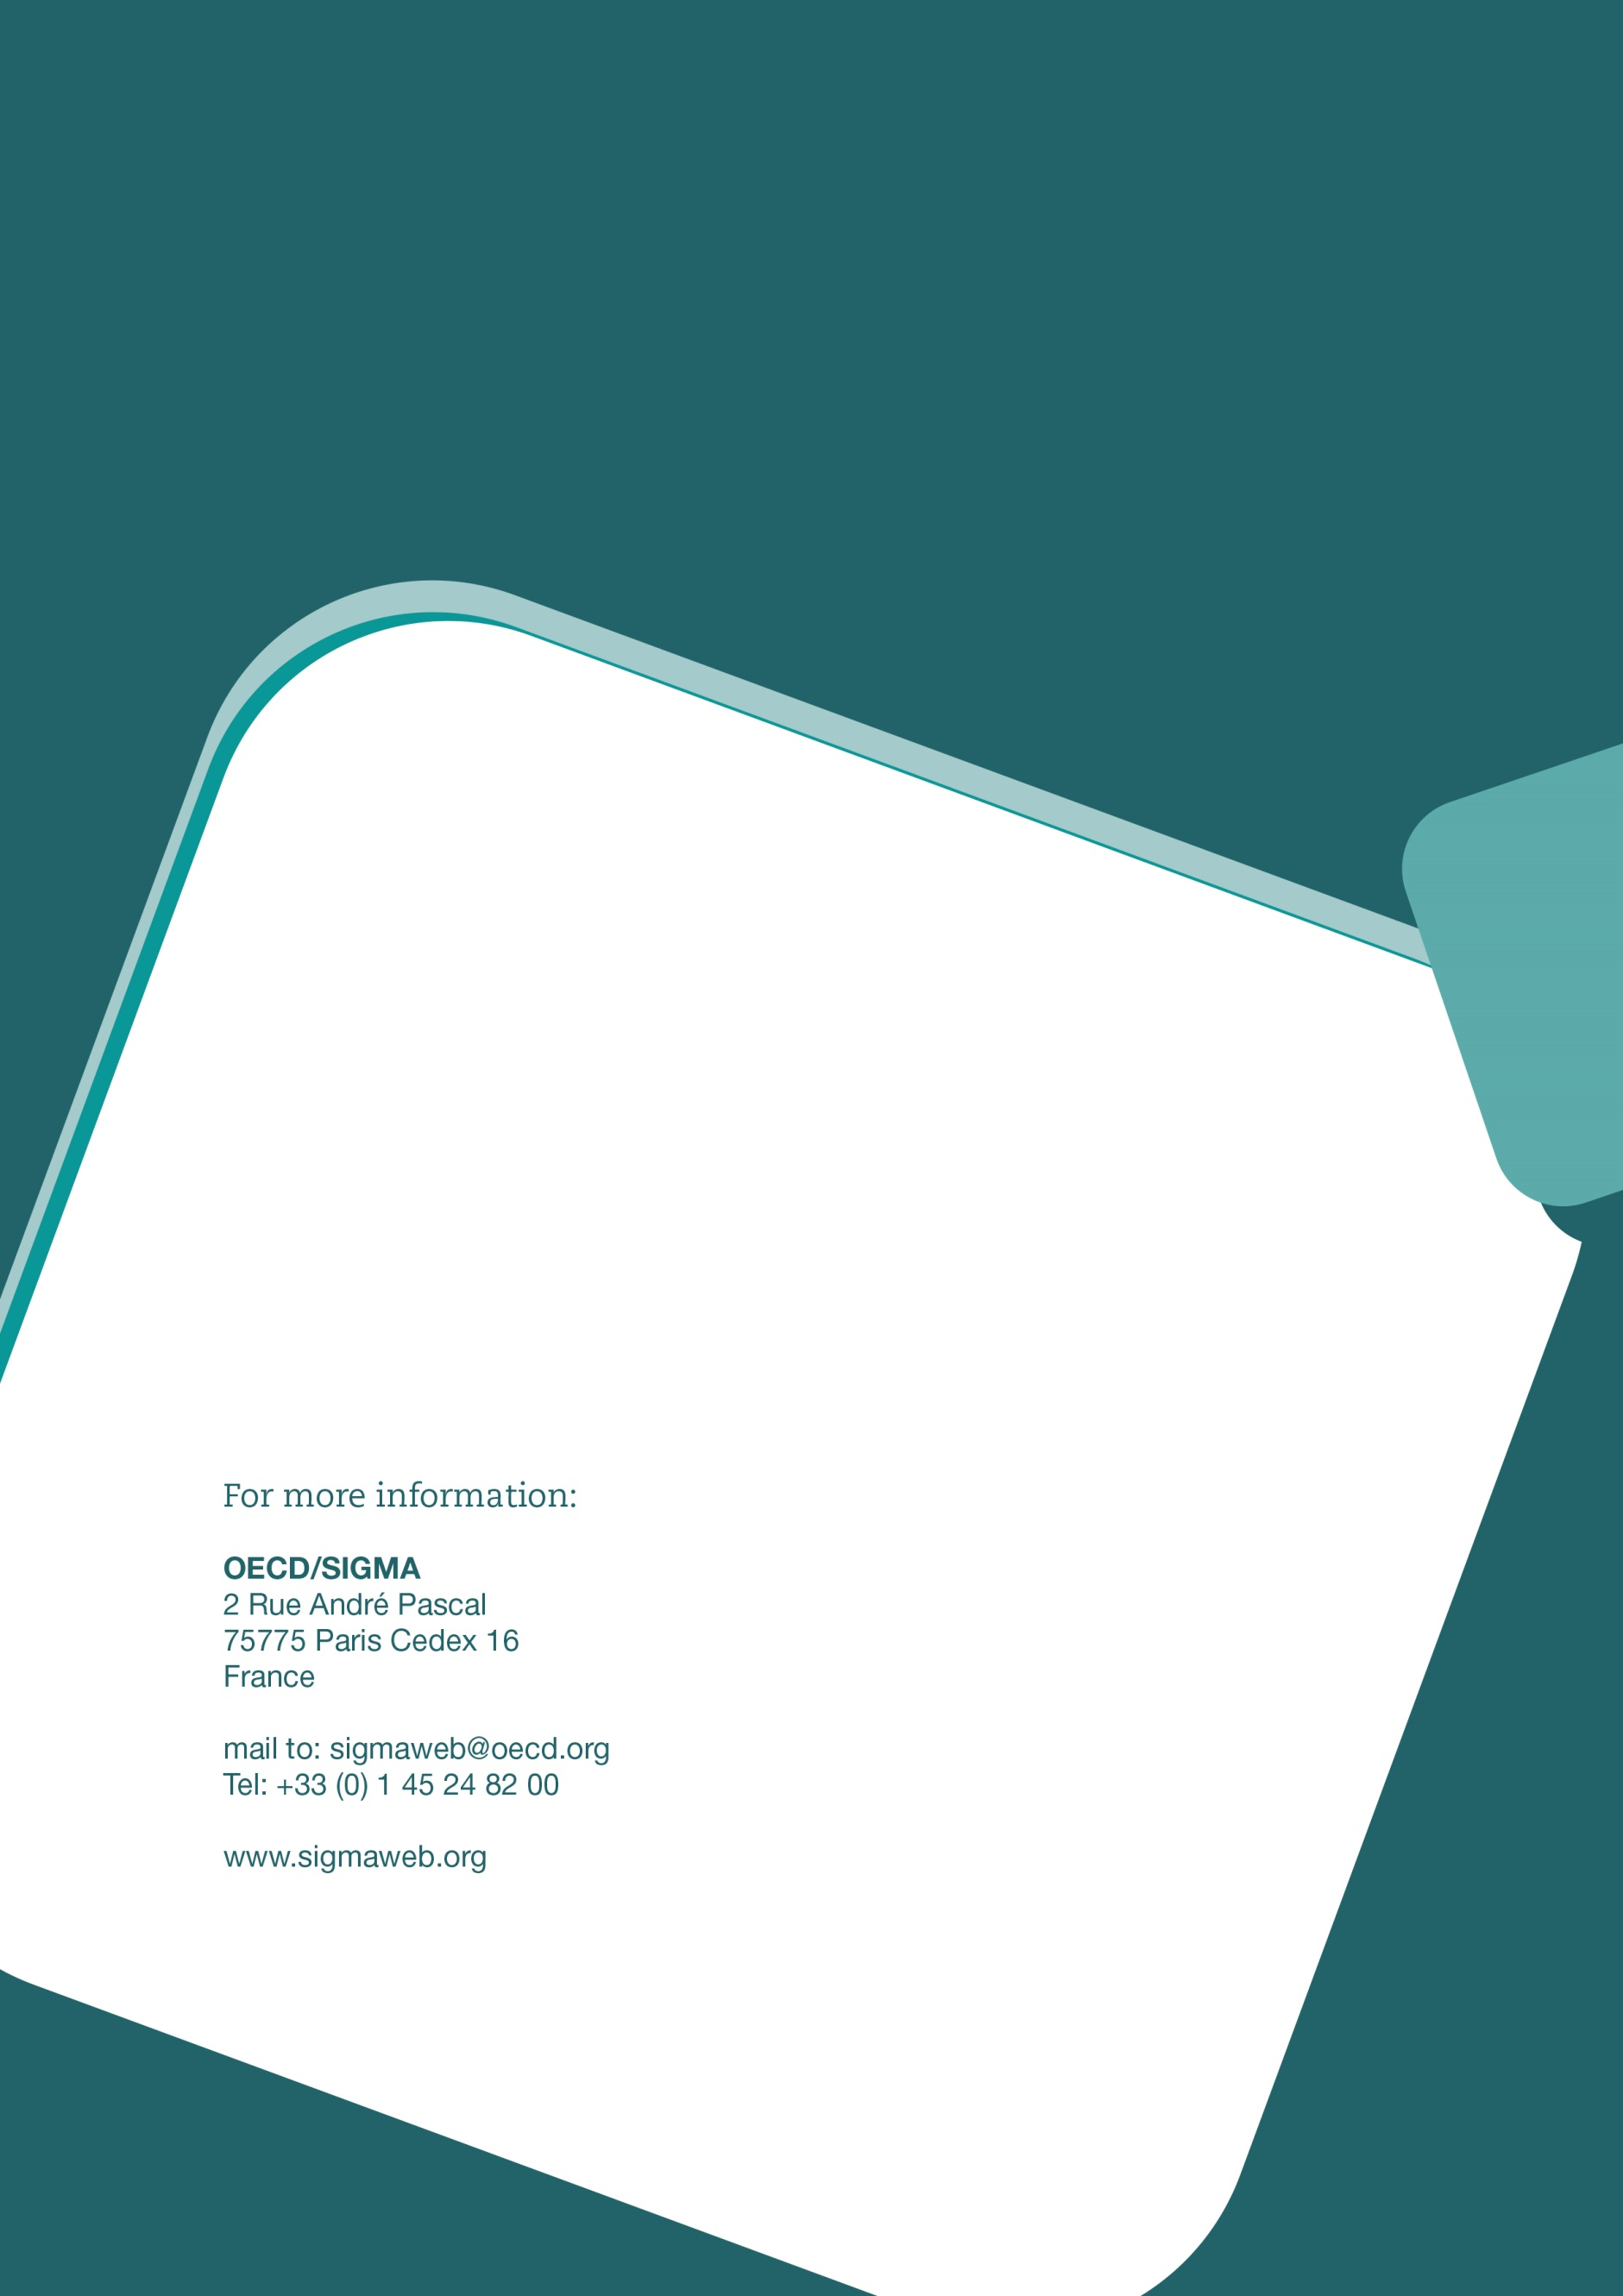 For more information:
OECD/SIGMA
2 Rue André Pascal
75775 Paris Cedex 16
France
mail to: sigmaweb@oecd.org
Tel: +33 (0) 1 45 24 82 00
www.sigmaweb.org